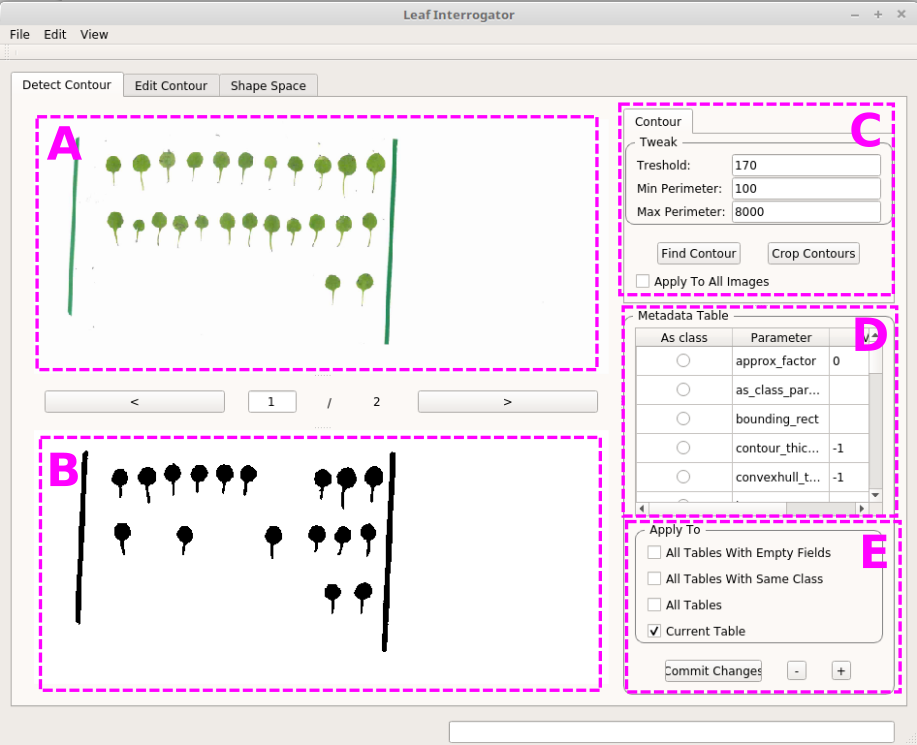 Leaf Interrogator
File Edit View
Detect Contour Edit Contour Shape Space
A
C
Contour
Tweak
Treshold: 170
Min Perimeter: 100
Max Perimeter: 8000
Find Contour Crop Contours
Apply To All Images
Metadata Table
D
As class Parameter
approx_factor 0
as_class_par...
bounding_rect
contour_thic... -1
convexhull_t... -1
< 1 / 2 >
B
Apply To
E
All Tables With Empty Fields
All Tables With Same Class
All Tables
Current Table
Commit Changes - +